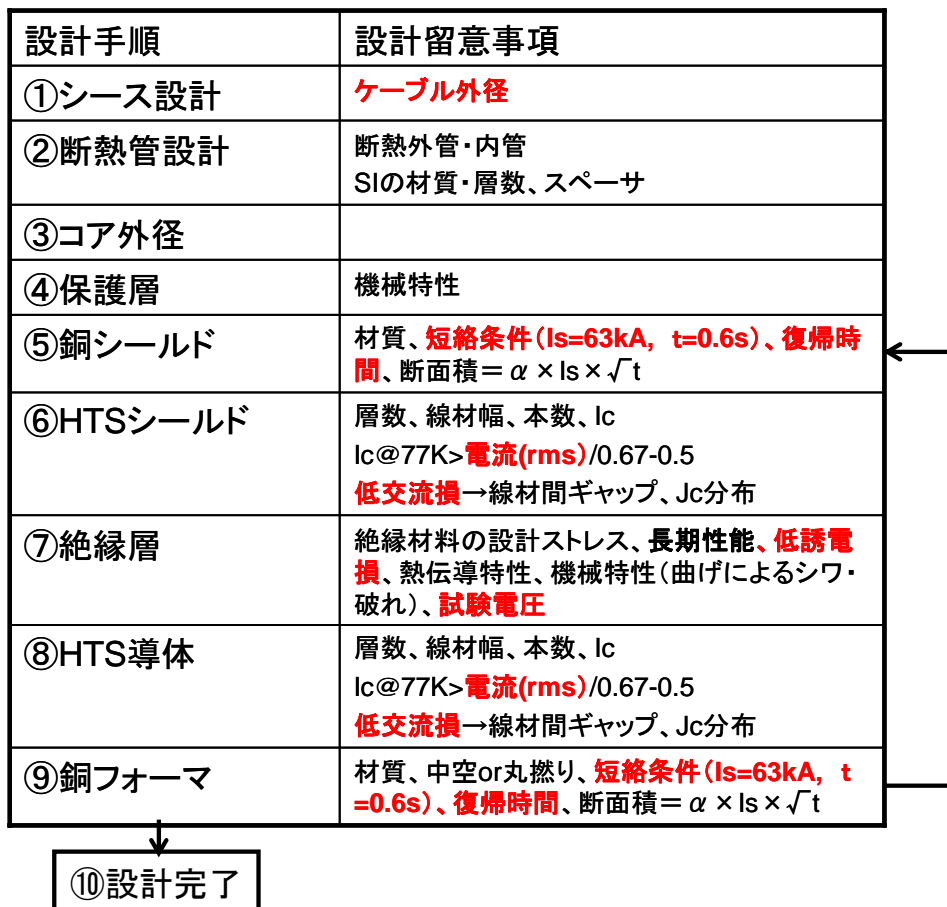 設計手順
設計留意事項
①シース設計
ケーブル外径
②断熱管設計
断熱外管・内管
SIの材質・層数、スペーサ
③コア外径
④保護層
機械特性
⑤銅シールド
材質、短絡条件(Is=63kA, t=0.6s)、復帰時
間、断面積=α×Is×√t
⑥HTSシールド
層数、線材幅、本数、Ic
Ic@77K>電流(rms)/0.67-0.5
低交流損→線材間ギャップ、Jc分布
⑦絶縁層
絶縁材料の設計ストレス、長期性能、低誘電
損、熱伝導特性、機械特性(曲げによるシワ・
破れ)、試験電圧
⑧HTS導体
層数、線材幅、本数、Ic
Ic@77K>電流(rms)/0.67-0.5
低交流損→線材間ギャップ、Jc分布
⑨銅フォーマ
材質、中空or丸撚り、短絡条件(Is=63kA, t
=0.6s)、復帰時間、断面積=α×Is×√t
⑩設計完了